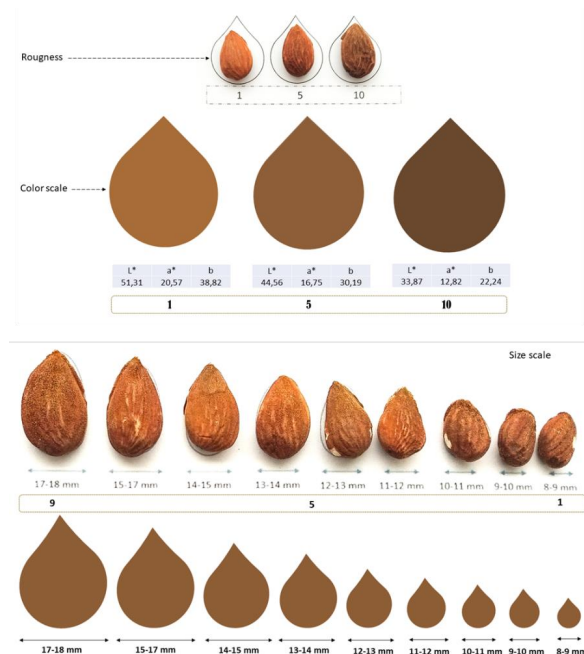 Rougness
1 5 10
Color scale
L* a* b L* a* b L* a* b
51,31 20,57 38,82 44,56 16,75 30,19 33,87 12,82 22,24
1 5 10
Size scale
17-18 mm 15-17 mm 14-15 mm 13-14 mm 12-13 mm 11-12 mm 10-11 mm 9-10 mm 8-9 mm
9 5 1
17-18 mm 15-17 mm 14-15 mm 13-14 mm 12-13 mm 11-12 mm 10-11 mm 9-10 mm 8-9 mm